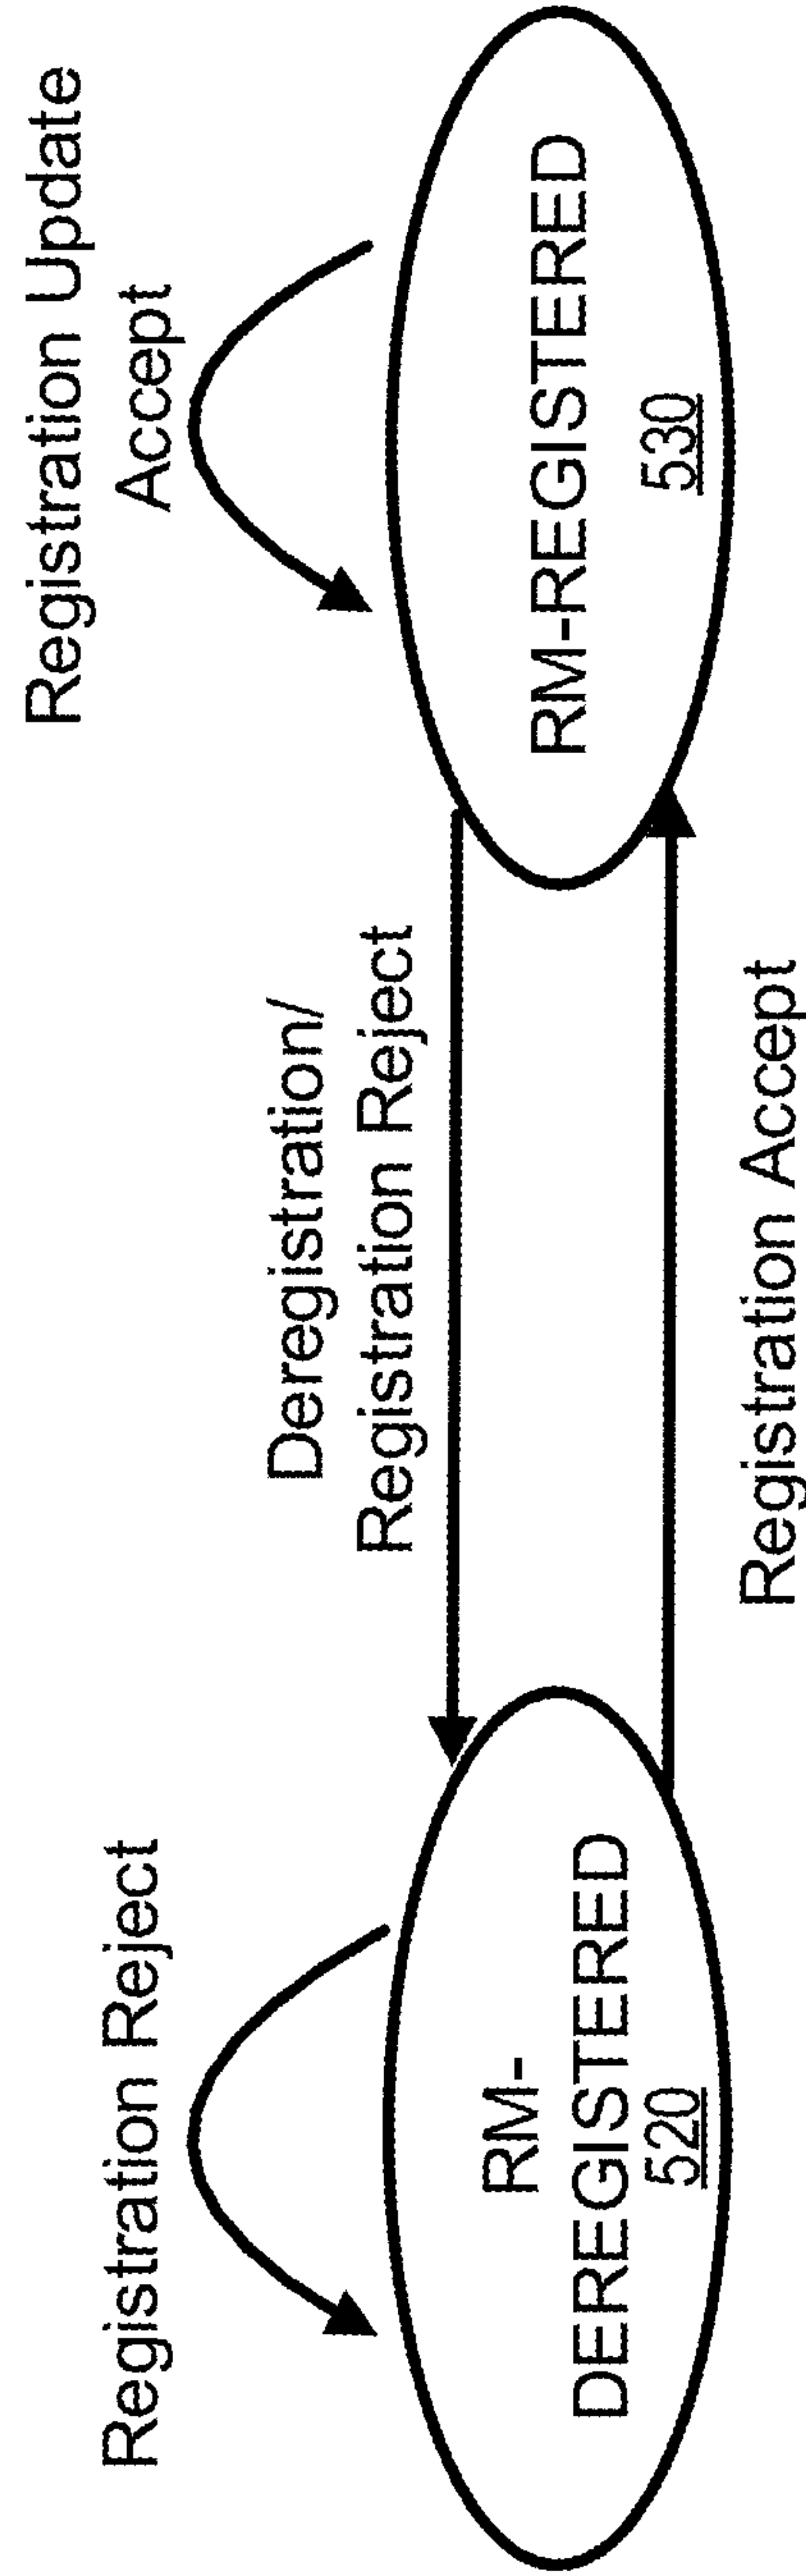 Registration Reject
RM-
DEREGISTERED
520
Deregistration/
Registration Reject
Registration Accept
Registration Update
Accept
RM-REGISTERED
530